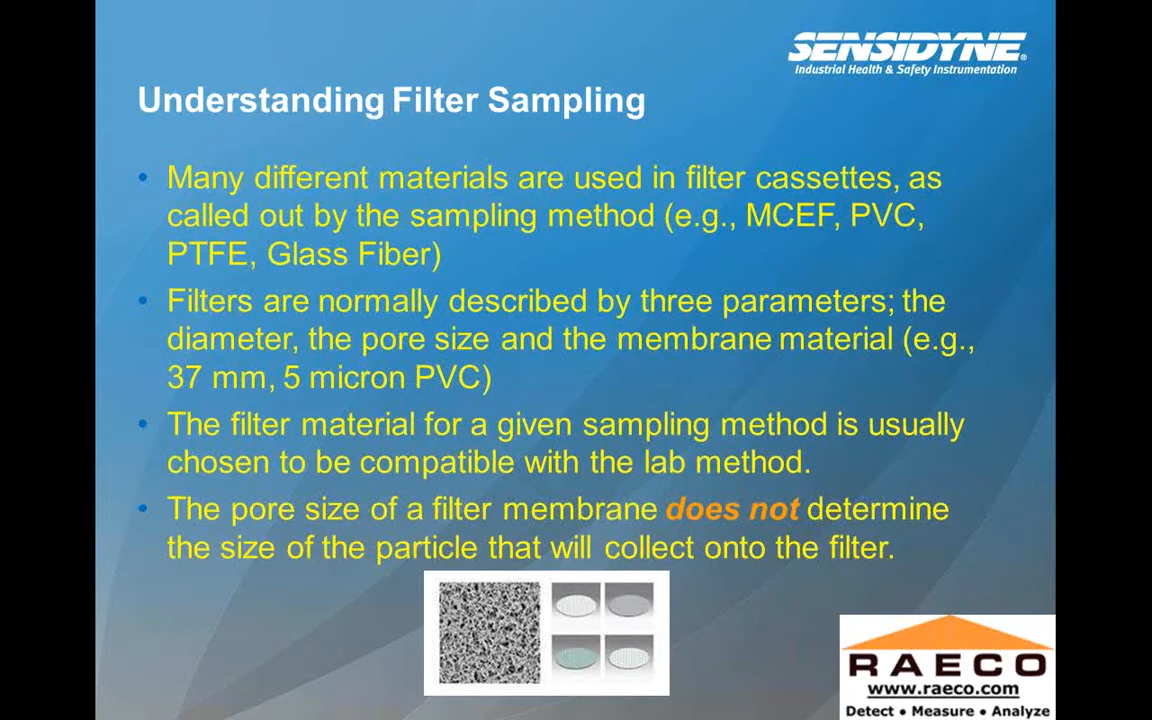 SENSIDYNE®
Industrial Health & Safety Instrumentation
Understanding Filter Sampling
• Many different materials are used in filter cassettes, as
called out by the sampling method (e.g., MCEF, PVC,
PTFE, Glass Fiber)
• Filters are normally described by three parameters; the
diameter, the pore size and the membrane material (e.g.,
37 mm, 5 micron PVC)
• The filter material for a given sampling method is usually
chosen to be compatible with the lab method.
• The pore size of a filter membrane does not determine
the size of the particle that will collect onto the filter.
RAECO
www.raeco.com
Detect • Measure • Analyze